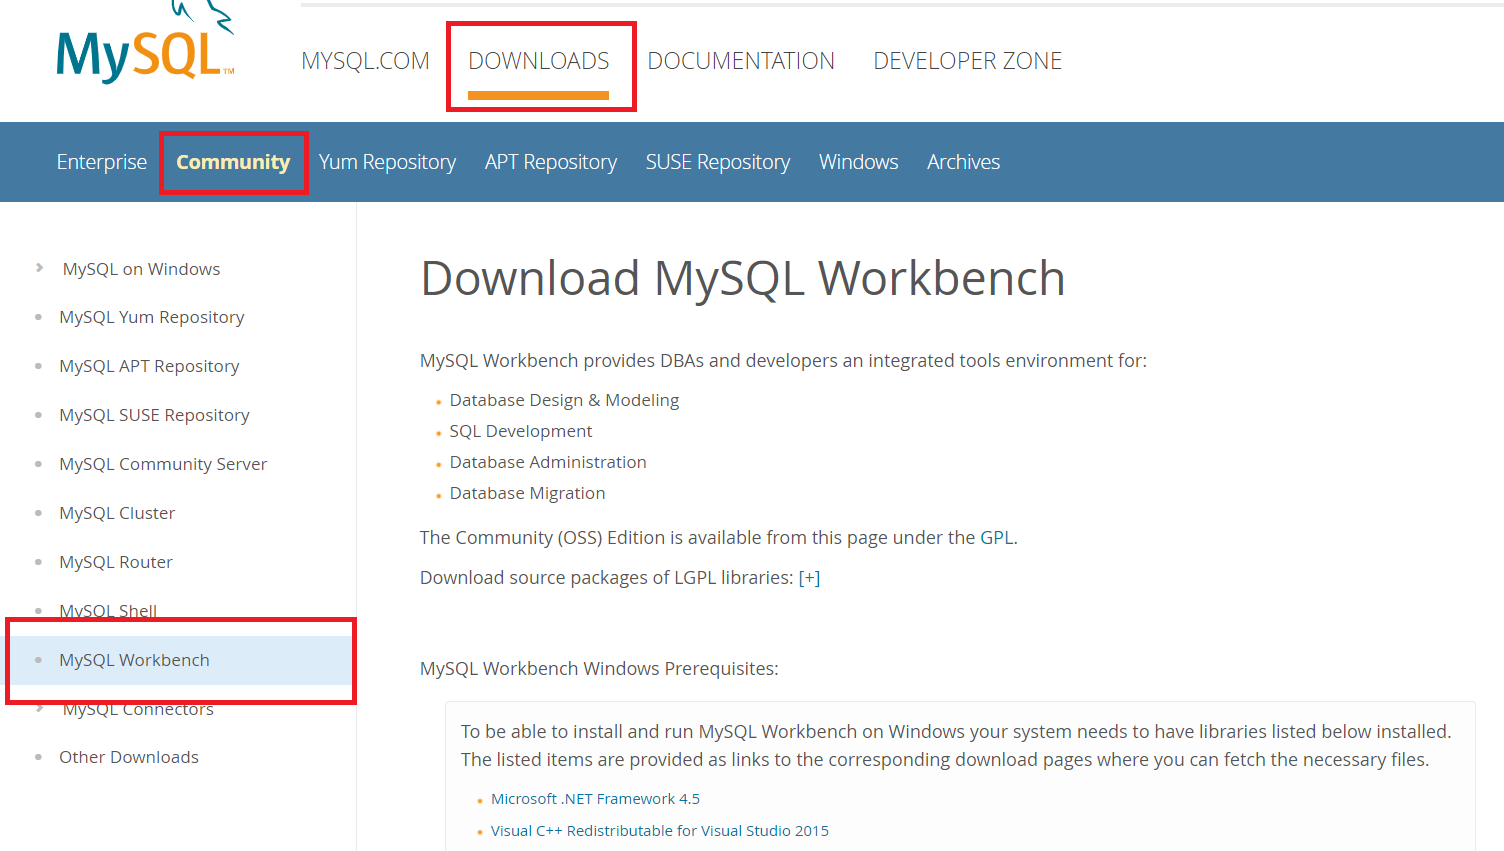 MySQL™
MYSQL.COM DOWNLOADS DOCUMENTATION DEVELOPER ZONE
Enterprise Community Yum Repository APT Repository SUSE Repository Windows Archives
MySQL on Windows
MySQL Yum Repository
MySQL APT Repository
MySQL SUSE Repository
MySQL Community Server
MySQL Cluster
MySQL Router
MySQL Shell
MySQL Workbench
MySQL Connectors
Other Downloads
Download MySQL Workbench
MySQL Workbench provides DBAs and developers an integrated tools environment for:
Database Design & Modeling
SQL Development
Database Administration
Database Migration
The Community (OSS) Edition is available from this page under the GPL.
Download source packages of LGPL libraries: [+]
MySQL Workbench Windows Prerequisites:
To be able to install and run MySQL Workbench on Windows your system needs to have libraries listed below installed.
The listed items are provided as links to the corresponding download pages where you can fetch the necessary files.
Microsoft .NET Framework 4.5
Visual C++ Redistributable for Visual Studio 2015